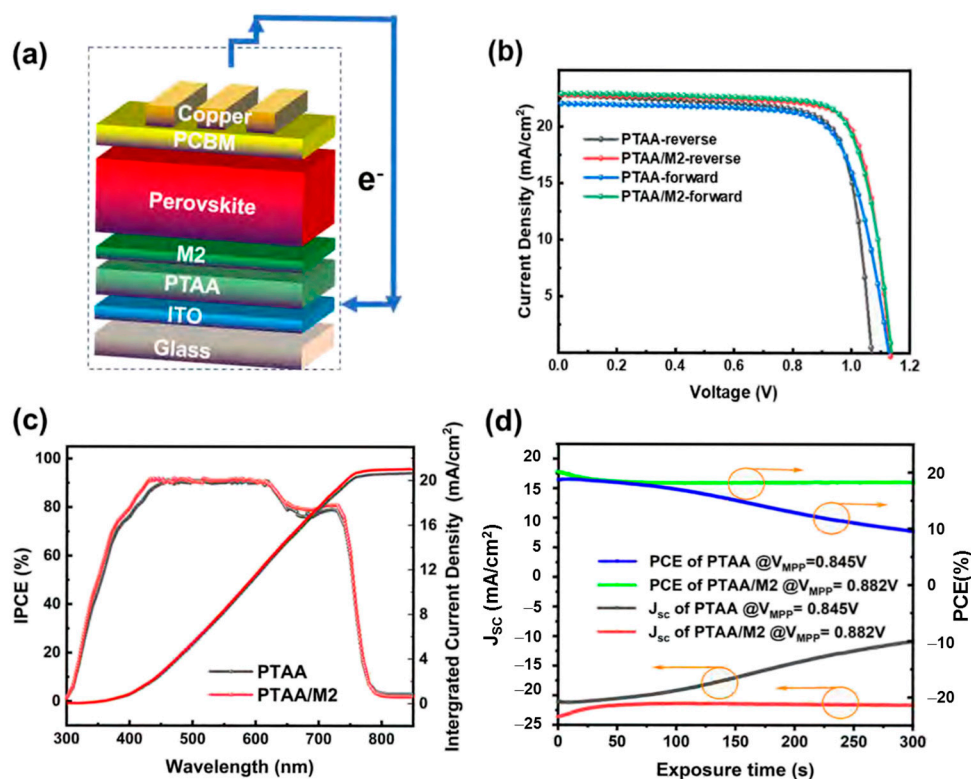 (a)
Copper
PCBM
Perovskite
M2
PTAA
ITO
Glass
e-
(b)
Current Density (mA/cm²)
20
15
10
5
0.0 0.2 0.4 0.6 0.8 1.0 1.2
Voltage (V)
PTAA-reverse
PTAA/M2-reverse
PTAA-forward
PTAA/M2-forward
(c)
IPCE (%)
100
80
60
40
20
0
300 400 500 600 700 800
Wavelength (nm)
Intergrated Current Density (mA/cm²)
20
16
12
8
4
0
PTAA
PTAA/M2
(d)
JSC (mA/cm²)
20
15
10
5
0
−5
−10
−15
−20
−25
0 50 100 150 200 250 300
Exposure time (s)
PCE(%)
20
10
0
−10
−20
PCE of PTAA @VMPP=0.845V
PCE of PTAA/M2 @VMPP= 0.882V
Jsc of PTAA @VMPP= 0.845V
Jsc of PTAA/M2 @VMPP= 0.882V